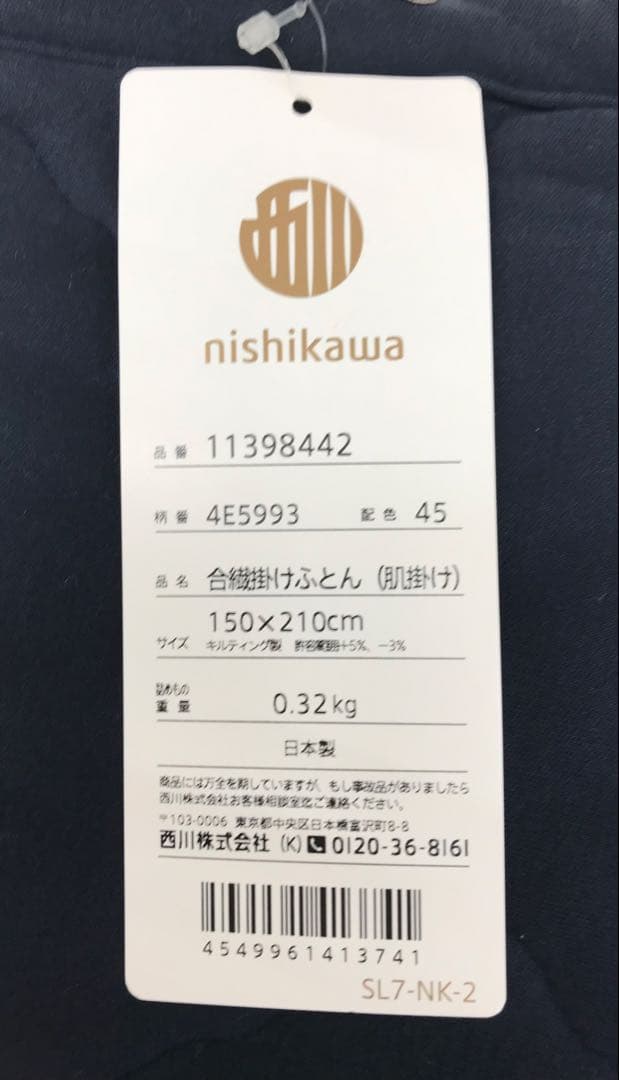 西川
nishikawa
品番 11398442
柄番 4E5993 配色 45
品名 合繊掛けふとん (肌掛け)
150×210cm
サイズ キルティング製 許容範囲+5%、-3%
詰めもの
重量 0.32kg
日本製
商品には万全を期していますが、もし事故品がありましたら
西川株式会社お客様相談室迄ご連絡ください。
〒103-0006 東京都中央区日本橋富沢町8-8
西川株式会社 (K) 0120-36-8161
4549961413741
SL7-NK-2